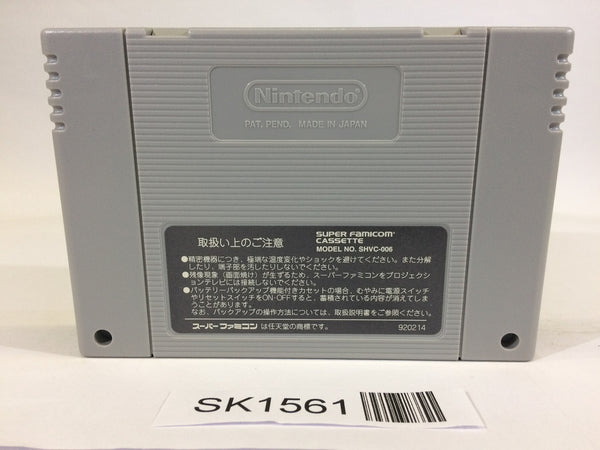 Nintendo
PAT. PEND. MADE IN JAPAN
取扱い上のご注意
SUPER FAMICOM
CASSETTE
MODEL NO. SHVC-006
●精密機器につき、極端な温度変化やショックを避けてください。また分解
したり、端子部を汚したりしないでください。
●残像現象（画面焼け）が生ずるため、スーパーファミコンをプロジェクシ
ョンテレビには接続しないでください。
●バッテリーバックアップ機能付きカセットの場合、むやみに電源スイッチ
やリセットスイッチをON・OFFすると、蓄積されている内容が消えてしま
うことがあります。
なお、バックアップの操作方法については、取扱説明書をご参照ください。
スーパーファミコン は任天堂の商標です。
920214
SK1561